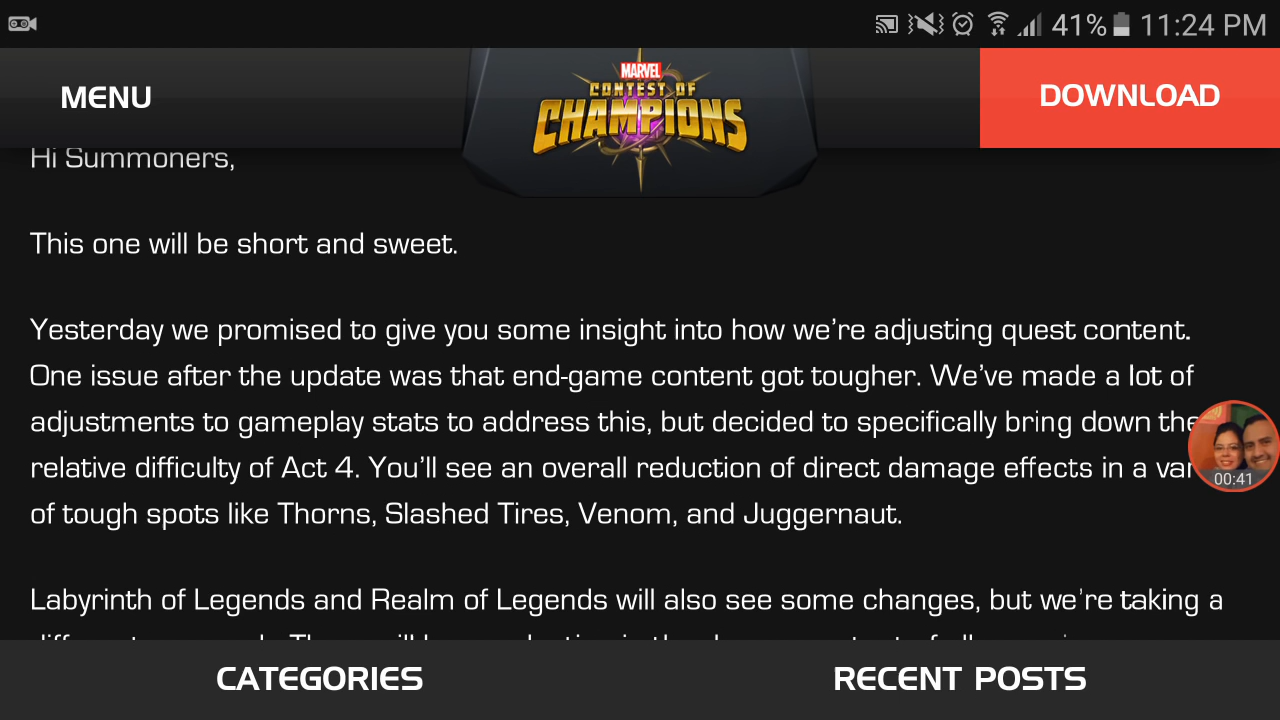 41% 11:24 PM
MENU
MARVEL
CONTEST OF
CHAMPIONS
DOWNLOAD
Hi Summoners,
This one will be short and sweet.
Yesterday we promised to give you some insight into how we're adjusting quest content.
One issue after the update was that end-game content got tougher. We've made a lot of
adjustments to gameplay stats to address this, but decided to specifically bring down the
relative difficulty of Act 4. You'll see an overall reduction of direct damage effects in a var
of tough spots like Thorns, Slashed Tires, Venom, and Juggernaut.
00:41
Labyrinth of Legends and Realm of Legends will also see some changes, but we're taking a
CATEGORIES RECENT POSTS